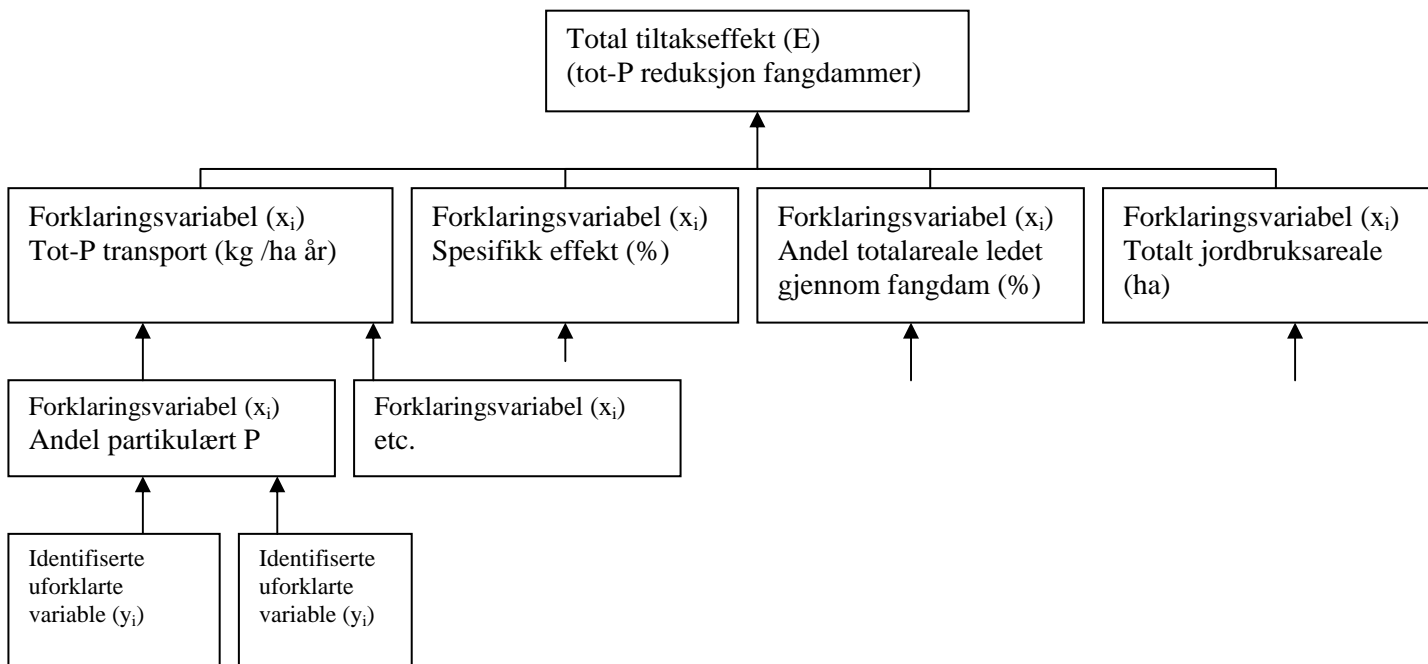 Total tiltakseffekt (E)
(tot-P reduksjon fangdammer)
Forklaringsvariabel (xᵢ)
Tot-P transport (kg /ha år)
Forklaringsvariabel (xᵢ)
Spesifikk effekt (%)
Forklaringsvariabel (xᵢ)
Andel totalareale ledet
gjennom fangdam (%)
Forklaringsvariabel (xᵢ)
Totalt jordbruksareale
(ha)
Forklaringsvariabel (xᵢ)
Andel partikulært P
Forklaringsvariabel (xᵢ)
etc.
Identifiserte
uforklarte
variable (yᵢ)
Identifiserte
uforklarte
variable (yᵢ)